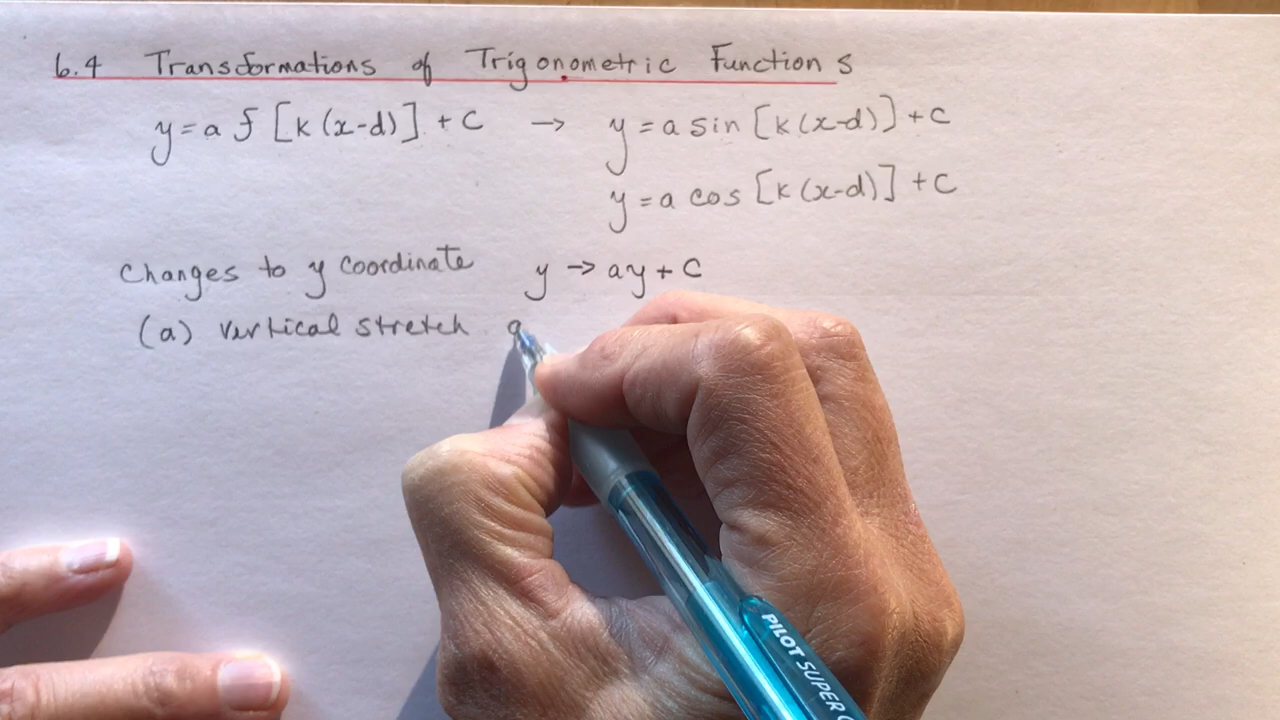 6.4 Transformations of Trigonometric Functions
y = a f [k (x-d)] + c → y = a sin [k (x-d)] + c
y = a cos [k (x-d)] + c
Changes to y coordinate y → ay + c
(a) vertical stretch a
PILOT SUPER G